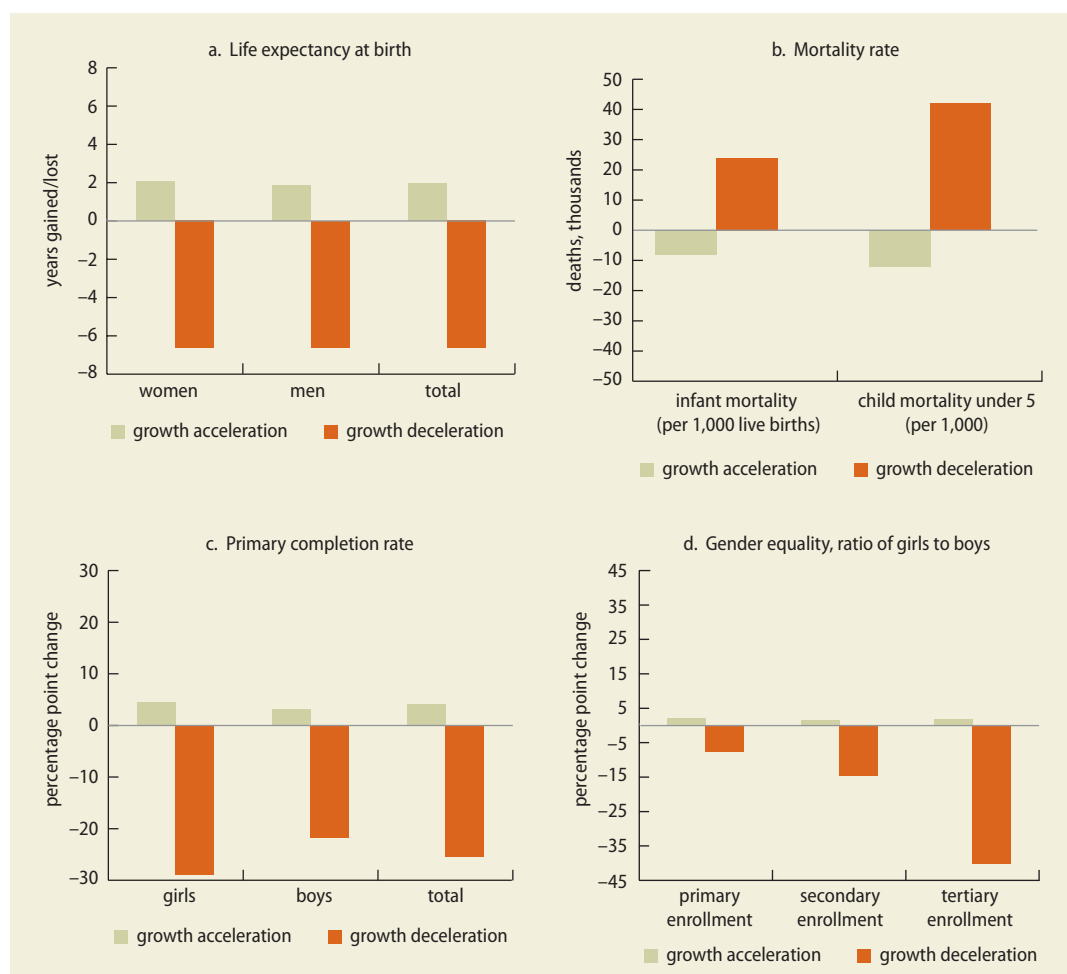 a. Life expectancy at birth
8
6
4
2
0
−2
−4
−6
−8
years gained/lost
women men total
growth acceleration growth deceleration
b. Mortality rate
50
40
30
20
10
0
−10
−20
−30
−40
−50
deaths, thousands
infant mortality child mortality under 5
(per 1,000 live births) (per 1,000)
growth acceleration growth deceleration
c. Primary completion rate
30
20
10
0
−10
−20
−30
percentage point change
girls boys total
growth acceleration growth deceleration
d. Gender equality, ratio of girls to boys
45
35
25
15
5
−5
−15
−25
−35
−45
percentage point change
primary secondary tertiary
enrollment enrollment enrollment
growth acceleration growth deceleration